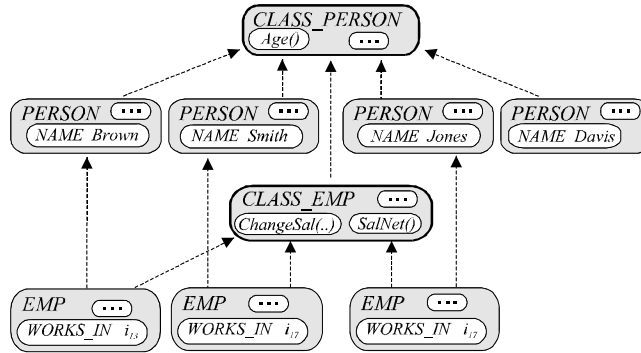 CLASS_PERSON
Age() ...
PERSON ... PERSON ... PERSON ... PERSON ...
NAME Brown NAME Smith NAME Jones NAME Davis
CLASS_EMP ...
ChangeSal(..) SalNet()
EMP ... EMP ... EMP ...
WORKS_IN i13 WORKS_IN i17 WORKS_IN i17